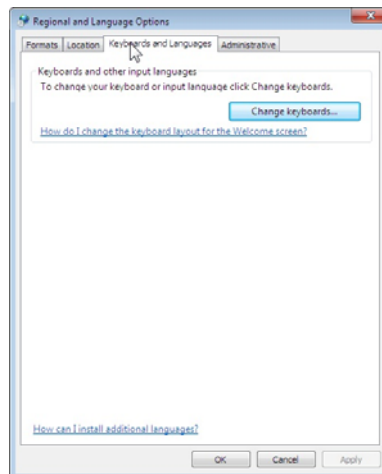 Regional and Language Options
Formats Location Keyboards and Languages Administrative
Keyboards and other input languages
To change your keyboard or input language click Change keyboards.
Change keyboards...
How do I change the keyboard layout for the Welcome screen?
How can I install additional languages?
OK Cancel Apply